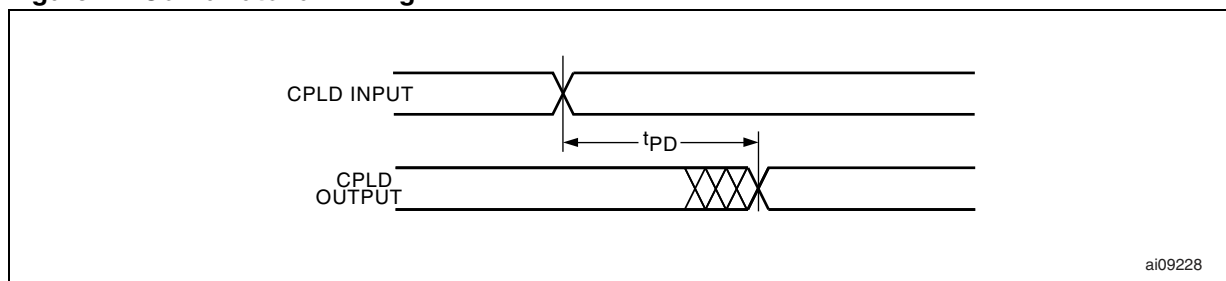 CPLD INPUT
tPD
CPLD
OUTPUT
ai09228